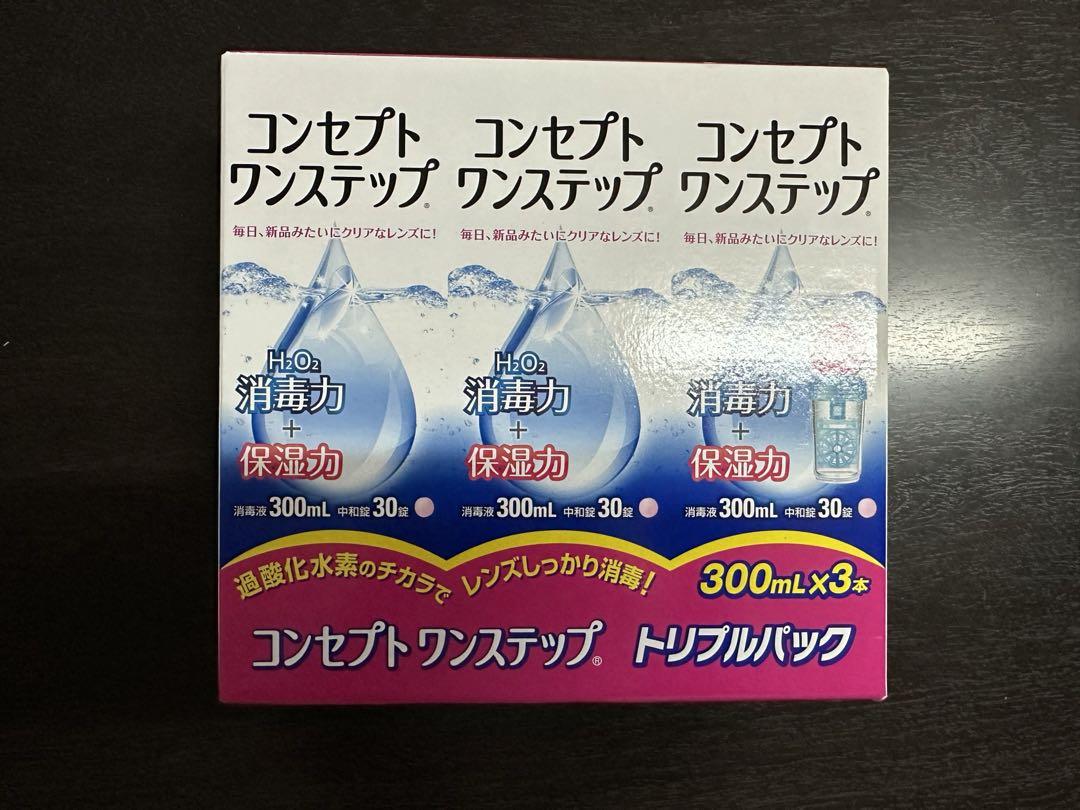 コンセプト
ワンステップ®
毎日、新品みたいにクリアなレンズに!
H2O2
消毒力
+
保湿力
消毒液 300mL 中和錠 30錠
コンセプト
ワンステップ®
毎日、新品みたいにクリアなレンズに!
H2O2
消毒力
+
保湿力
消毒液 300mL 中和錠 30錠
コンセプト
ワンステップ®
毎日、新品みたいにクリアなレンズに!
消毒力
+
保湿力
消毒液 300mL 中和錠 30錠
過酸化水素のチカラで レンズしっかり消毒! 300mL×3本
コンセプト ワンステップ® トリプルパック